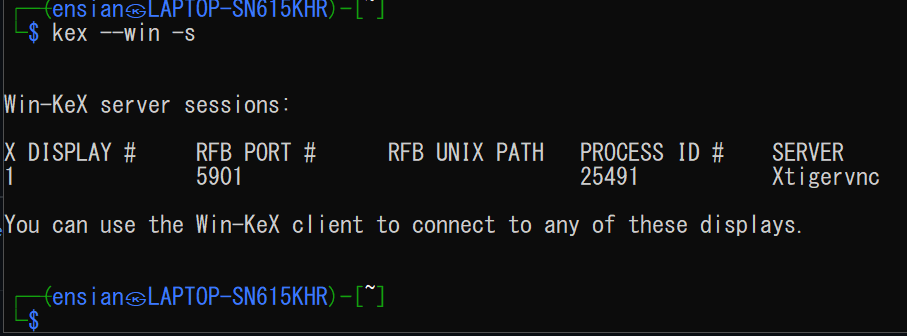 ┌──(ensian㉿LAPTOP-SN615KHR)-[~]
└─$ kex --win -s
Win-KeX server sessions:
X DISPLAY # RFB PORT # RFB UNIX PATH PROCESS ID # SERVER
1 5901 25491 Xtigervnc
You can use the Win-KeX client to connect to any of these displays.
┌──(ensian㉿LAPTOP-SN615KHR)-[~]
└─$